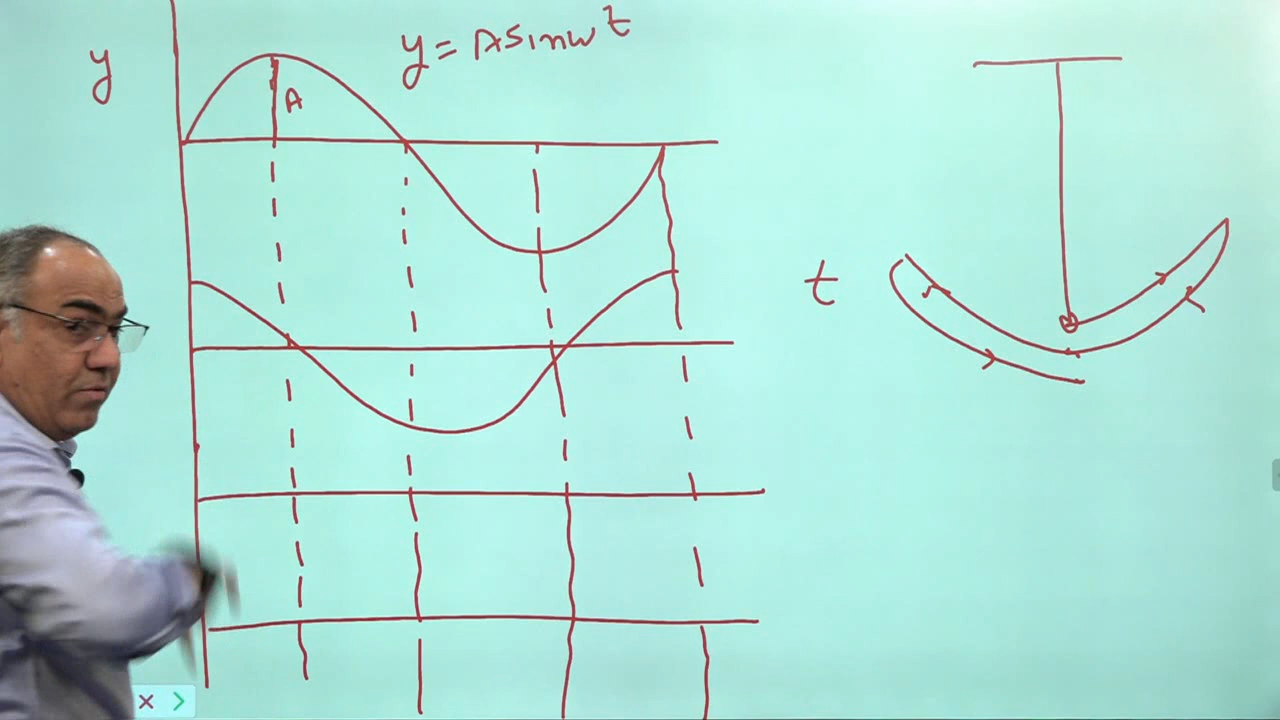 y
y = A sin ωt
A
t